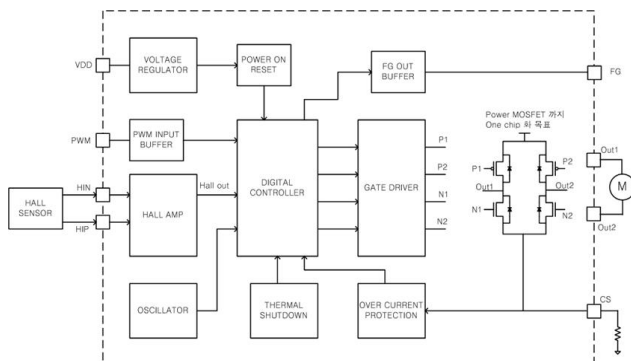 VDD
VOLTAGE
REGULATOR
POWER ON
RESET
FG OUT
BUFFER
FG
Power MOSFET 까지
One chip 화 목표
PWM
PWM INPUT
BUFFER
P1
P2
Out1
Out2
N1
N2
Out1
M
Out2
HALL
SENSOR
HIN
HIP
HALL AMP
Hall out
DIGITAL
CONTROLLER
GATE DRIVER
P1
P2
N1
N2
OSCILLATOR
THERMAL
SHUTDOWN
OVER CURRENT
PROTECTION
CS